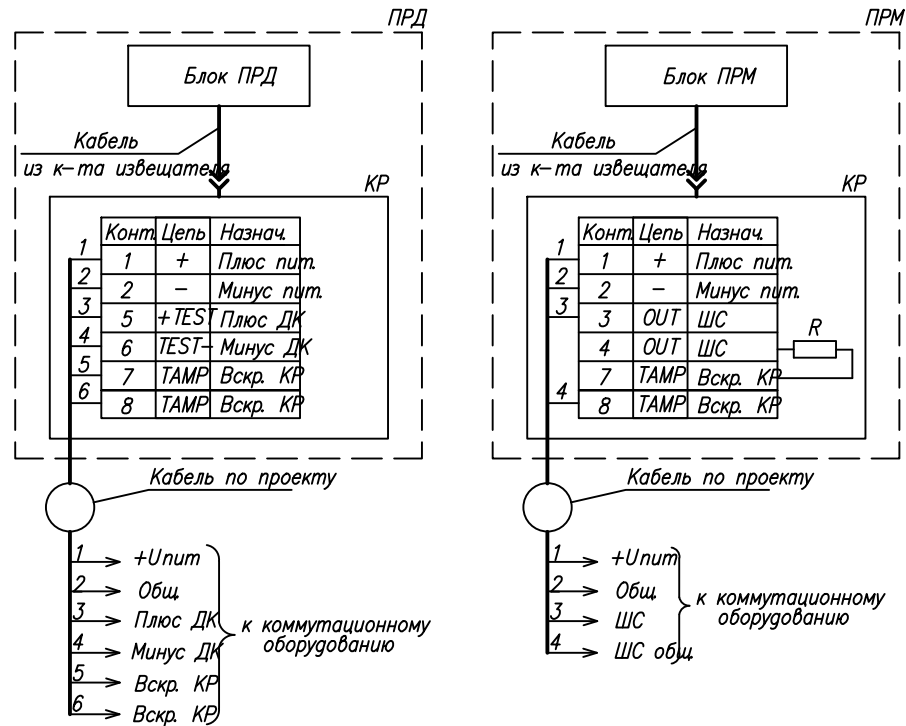 ПРД
Блок ПРД
Кабель
из к-та извещателя
КР
Конт. Цепь Назнач.
1 1 + Плюс пит.
2 2 - Минус пит.
3 5 +TEST Плюс ДК
4 6 TEST- Минус ДК
5 7 TAMP Вскр. КР
6 8 TAMP Вскр. КР
Кабель по проекту
1 +Uпит
2 Общ.
3 Плюс ДК
4 Минус ДК
5 Вскр. КР
6 Вскр. КР
к коммутационному
оборудованию
ПРМ
Блок ПРМ
Кабель
из к-та извещателя
КР
Конт. Цепь Назнач.
1 1 + Плюс пит.
2 2 - Минус пит.
3 3 OUT ШС
4 OUT ШС
R
7 TAMP Вскр. КР
4 8 TAMP Вскр. КР
Кабель по проекту
1 +Uпит
2 Общ.
3 ШС
4 ШС общ.
к коммутационному
оборудованию